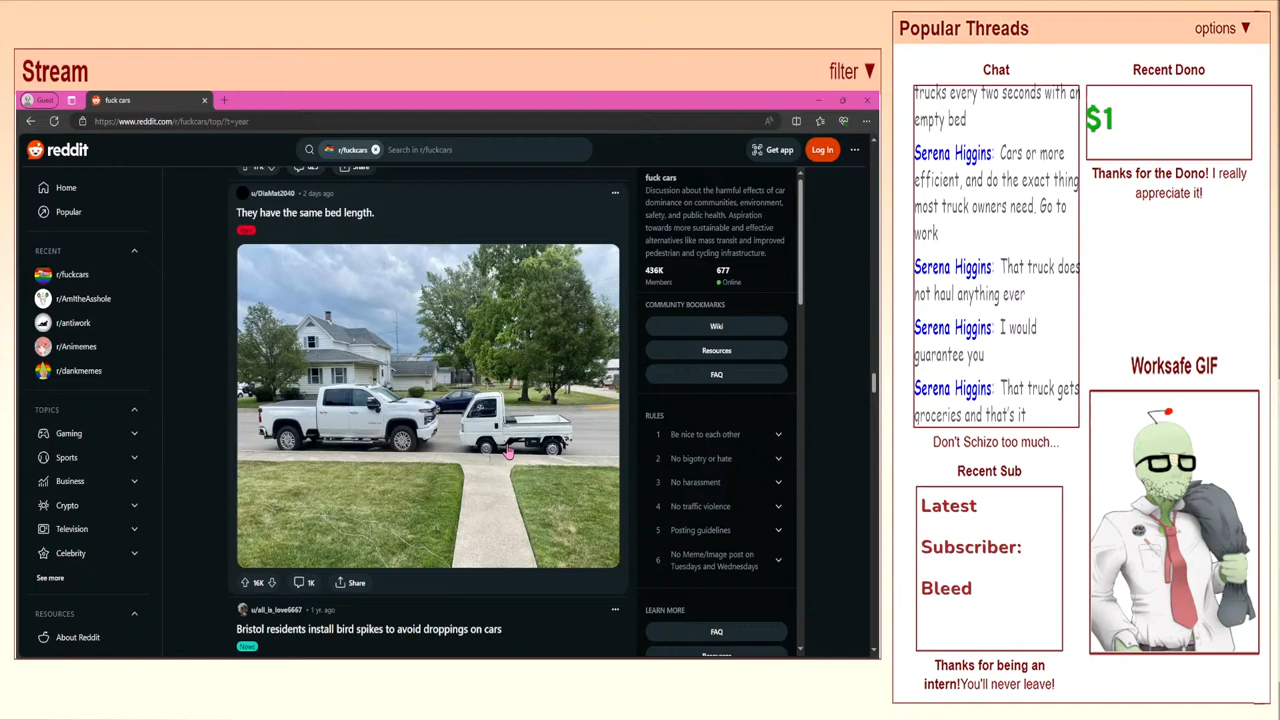 Stream
filter ▼
Guest
fuck cars
https://www.reddit.com/r/fuckcars/top/?t=year
reddit
r/fuckcars
Search in r/fuckcars
Get app
Log In
Home
Popular
RECENT
r/fuckcars
r/AmItheAsshole
r/antiwork
r/Animemes
r/dankmemes
TOPICS
Gaming
Sports
Business
Crypto
Television
Celebrity
See more
RESOURCES
About Reddit
Share
u/DiaMat2040 • 2 days ago
They have the same bed length.
16K
1K
Share
u/all_is_love6667 • 1 yr. ago
Bristol residents install bird spikes to avoid droppings on cars
News
fuck cars
Discussion about the harmful effects of car
dominance on communities, environment,
safety, and public health. Aspiration
towards more sustainable and effective
alternatives like mass transit and improved
pedestrian and cycling infrastructure.
436K
677
Members
Online
COMMUNITY BOOKMARKS
Wiki
Resources
FAQ
RULES
1 Be nice to each other
2 No bigotry or hate
3 No harassment
4 No traffic violence
5 Posting guidelines
6 No Meme/Image post on
Tuesdays and Wednesdays
LEARN MORE
FAQ
Resources
Popular Threads
options ▼
Chat
trucks every two seconds with an
empty bed
Serena Higgins: Cars or more
efficient, and do the exact thing
most truck owners need. Go to
work
Serena Higgins: That truck does
not haul anything ever
Serena Higgins: I would
guarantee you
Serena Higgins: That truck gets
groceries and that's it
Don't Schizo too much...
Recent Sub
Latest
Subscriber:
Bleed
Thanks for being an
intern!You'll never leave!
Recent Dono
$1
Thanks for the Dono! I really
appreciate it!
Worksafe GIF